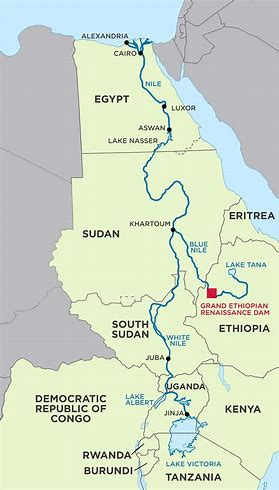 ALEXANDRIA
CAIRO
NILE
EGYPT
LUXOR
ASWAN
LAKE NASSER
ERITREA
KHARTOUM
SUDAN
BLUE
NILE
LAKE TANA
GRAND ETHIOPIAN
RENAISSANCE DAM
SOUTH
SUDAN
ETHIOPIA
WHITE
NILE
JUBA
DEMOCRATIC
REPUBLIC OF
CONGO
LAKE
ALBERT
UGANDA
KENYA
JINJA
RWANDA
BURUNDI
LAKE VICTORIA
TANZANIA